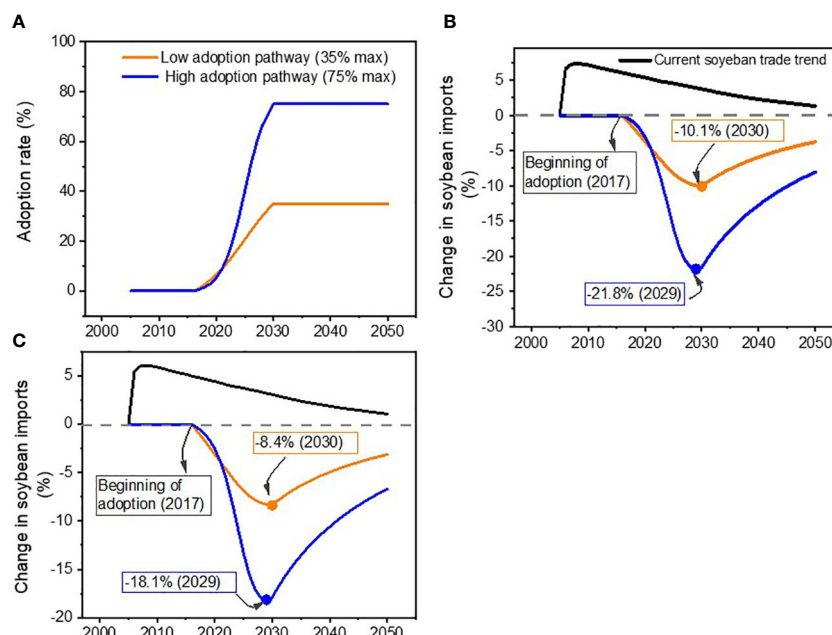 A
Adoption rate (%)
100
80
60
40
20
0
Low adoption pathway (35% max)
High adoption pathway (75% max)
2000 2010 2020 2030 2040 2050
B
Change in soybean imports
(%)
5
0
-5
-10
-15
-20
-25
-30
Current soyeban trade trend
-10.1% (2030)
Beginning of
adoption (2017)
-21.8% (2029)
2000 2010 2020 2030 2040 2050
C
Change in soybean imports
(%)
5
0
-5
-10
-15
-20
-8.4% (2030)
Beginning of
adoption (2017)
-18.1% (2029)
2000 2010 2020 2030 2040 2050